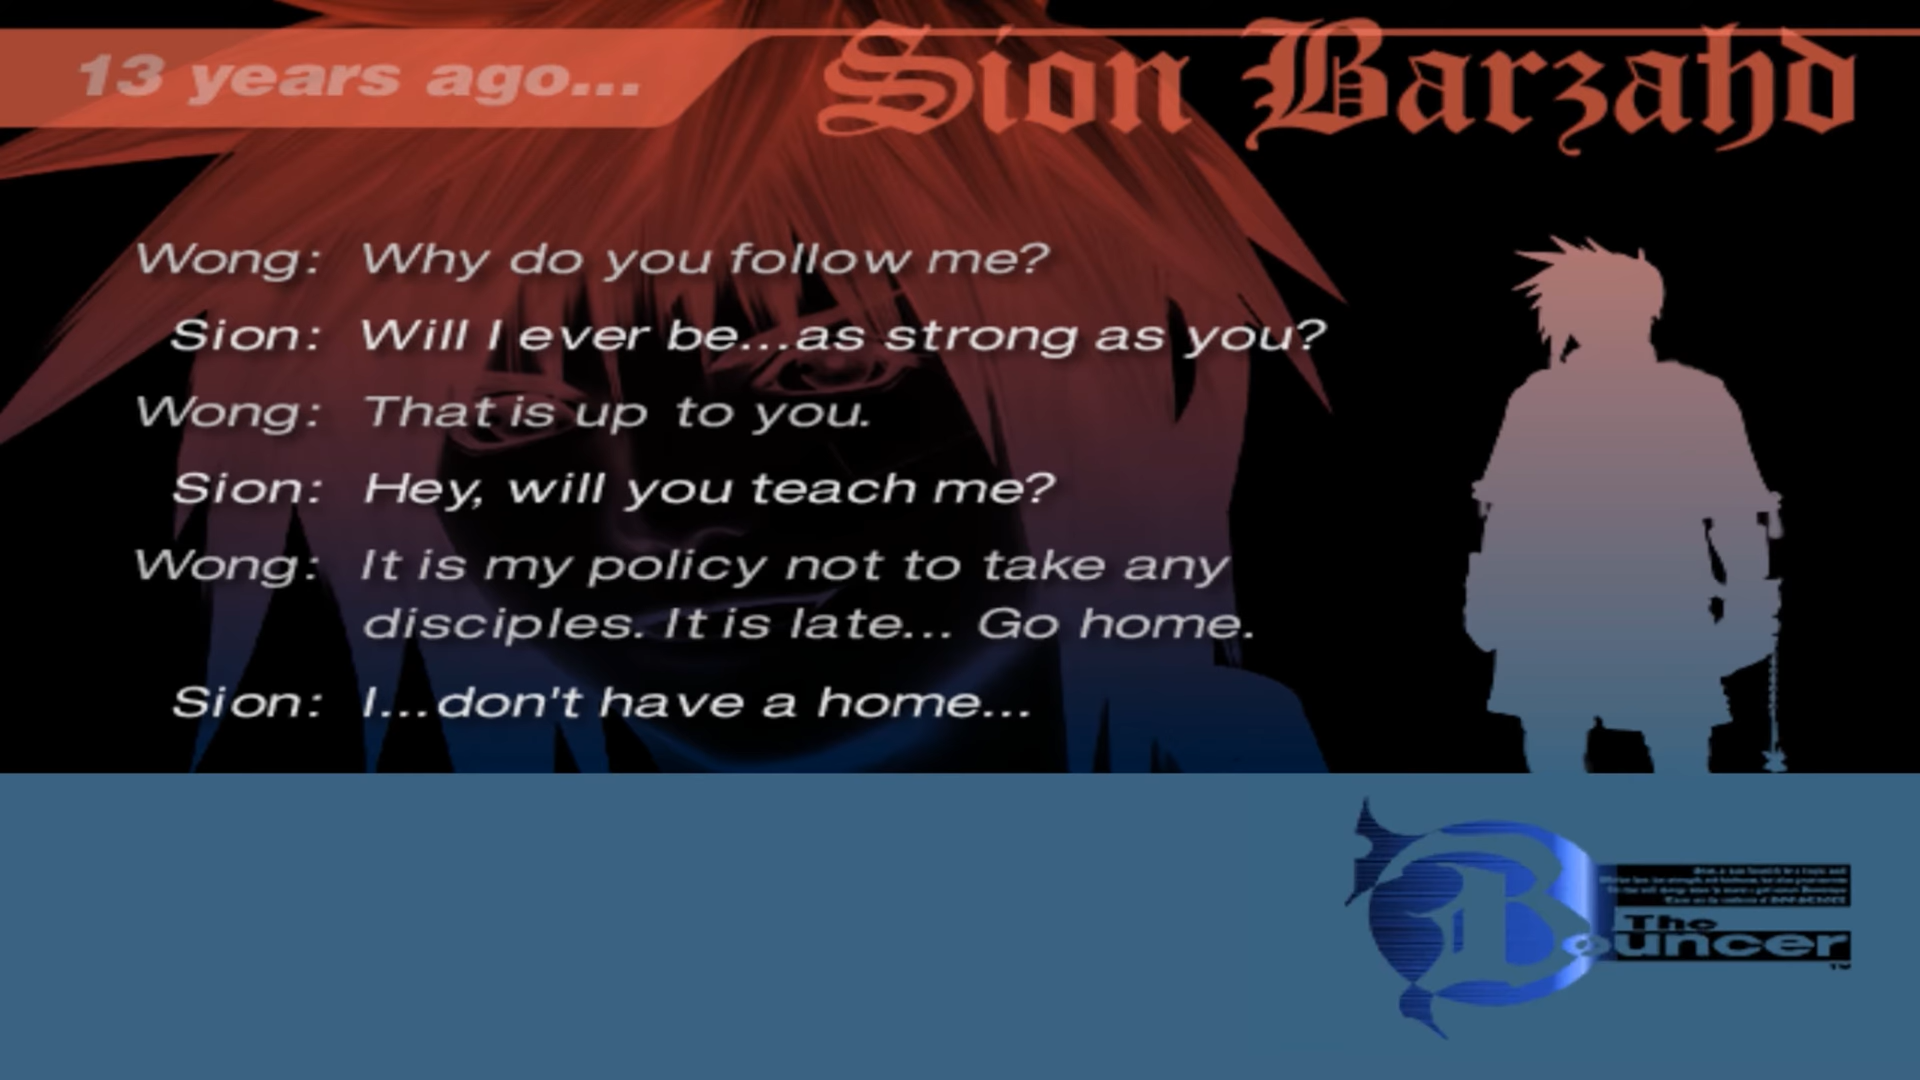 13 years ago...
Sion Barzahd
Wong: Why do you follow me?
Sion: Will I ever be...as strong as you?
Wong: That is up to you.
Sion: Hey, will you teach me?
Wong: It is my policy not to take any
disciples. It is late... Go home.
Sion: I...don't have a home...
The
Bouncer
TM